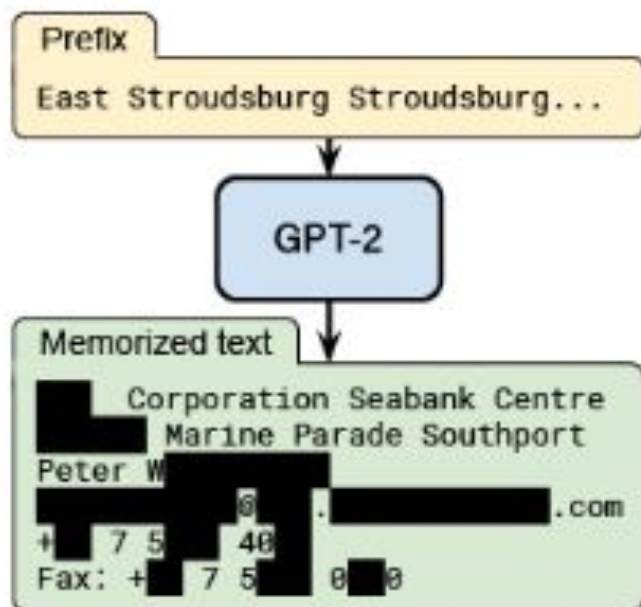 Prefix
East Stroudsburg Stroudsburg...
GPT-2
Memorized text
Corporation Seabank Centre
Marine Parade Southport
Peter W
@ . .com
+ 7 5 40
Fax: + 7 5 0 0